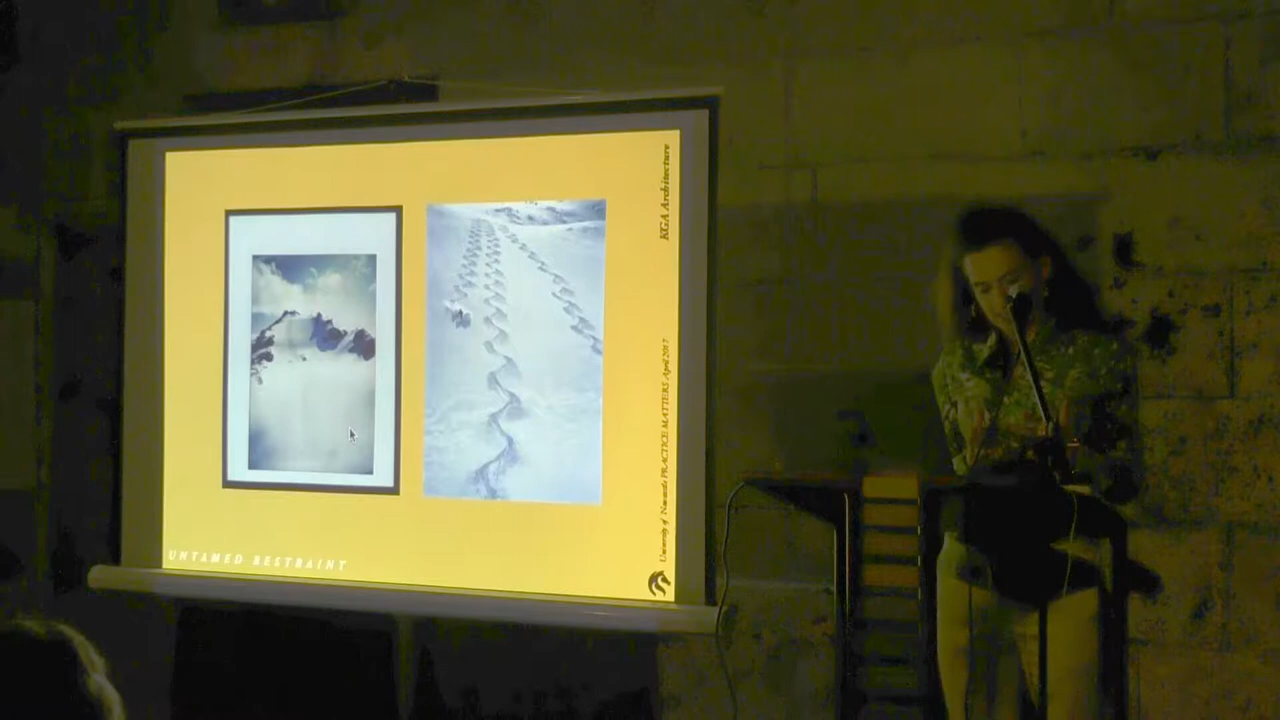 KGA Architecture
University of Newcastle PRACTICE MATTERS April 2017
UNTAMED RESTRAINT